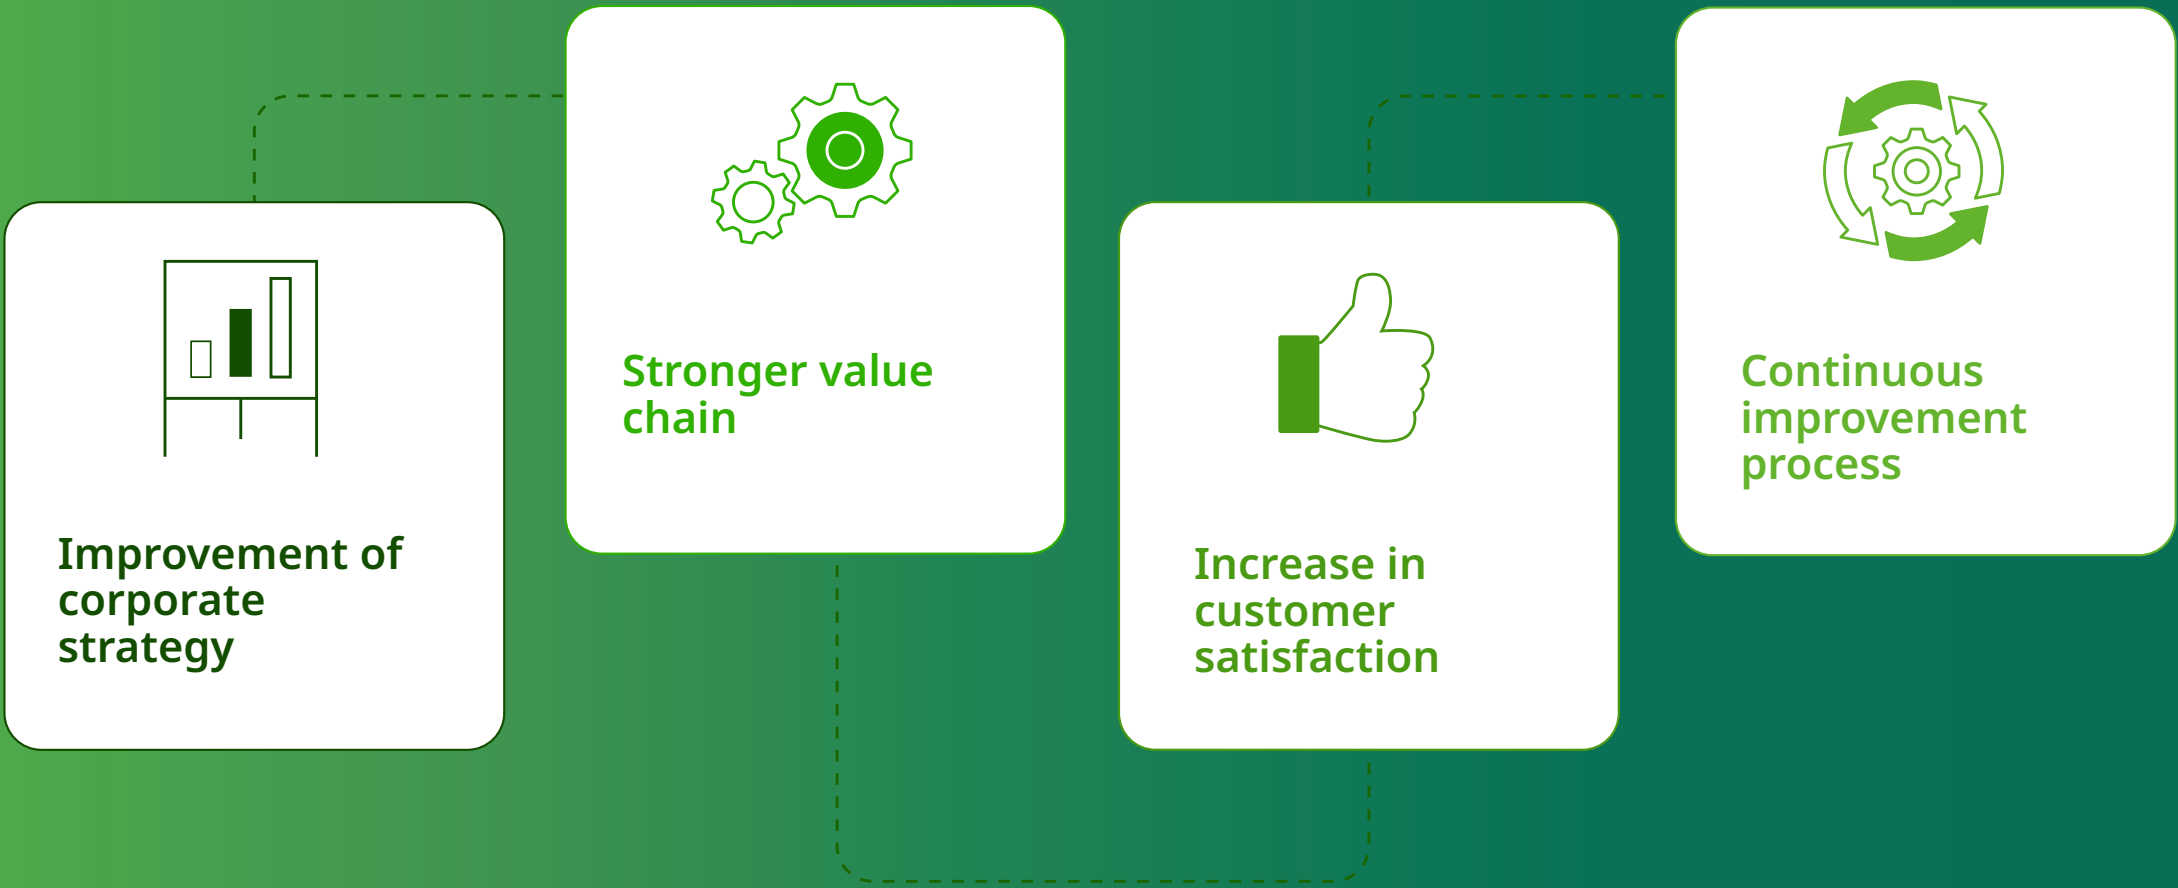 Improvement of
corporate
strategy
Stronger value
chain
Increase in
customer
satisfaction
Continuous
improvement
process